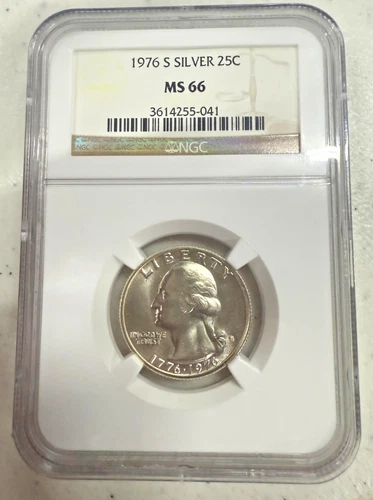 1976 S SILVER 25C
MS 66
3614255-041
NGC
LIBERTY
IN GOD WE
TRUST
S
1776·1976